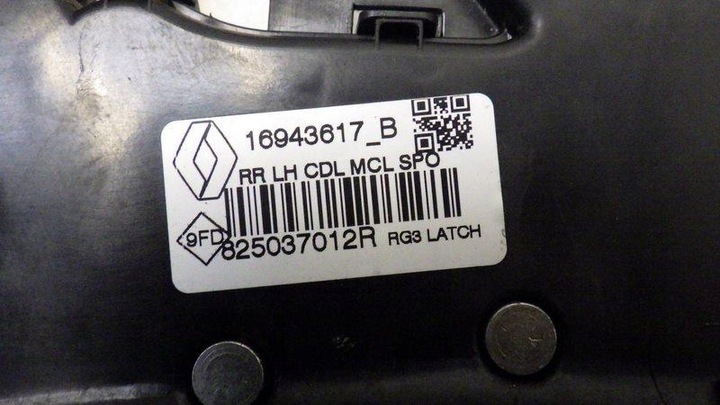 16943617_B
RR LH CDL MCL SPO
9FD
825037012R RG3 LATCH